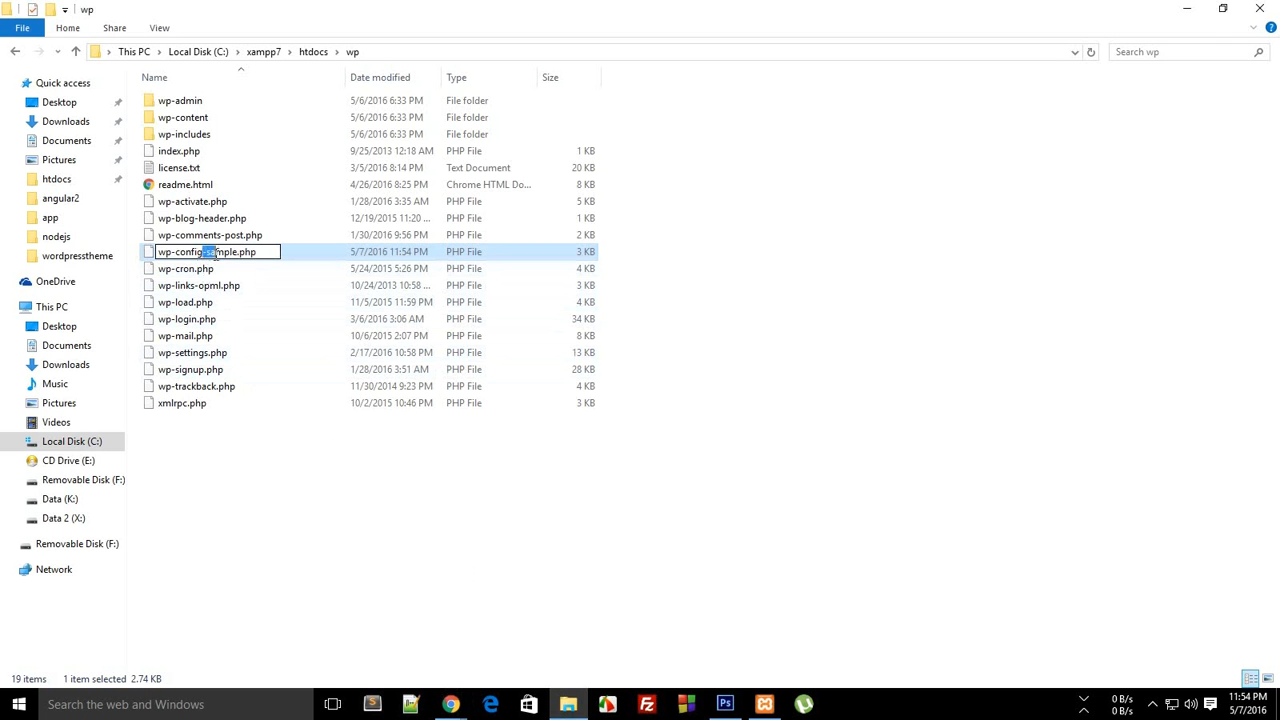 wp
File Home Share View
This PC Local Disk (C:) xampp7 htdocs wp
Search wp
Name Date modified Type Size
Quick access
Desktop
Downloads
Documents
Pictures
htdocs
angular2
app
nodejs
wordpresstheme
OneDrive
This PC
Desktop
Documents
Downloads
Music
Pictures
Videos
Local Disk (C:)
CD Drive (E:)
Removable Disk (F:)
Data (K:)
Data 2 (X:)
Removable Disk (F:)
Network
wp-admin 5/6/2016 6:33 PM File folder
wp-content 5/6/2016 6:33 PM File folder
wp-includes 5/6/2016 6:33 PM File folder
index.php 9/25/2013 12:18 AM PHP File 1 KB
license.txt 3/5/2016 8:14 PM Text Document 20 KB
readme.html 4/26/2016 8:25 PM Chrome HTML Do... 8 KB
wp-activate.php 1/28/2016 3:35 AM PHP File 7 KB
wp-blog-header.php 12/19/2015 11:20 ... PHP File 1 KB
wp-comments-post.php 1/30/2016 9:56 PM PHP File 2 KB
wp-config-sample.php 5/7/2016 11:54 PM PHP File 3 KB
wp-cron.php 5/24/2015 5:26 PM PHP File 4 KB
wp-links-opml.php 10/24/2013 10:58 ... PHP File 3 KB
wp-load.php 11/5/2015 11:59 PM PHP File 4 KB
wp-login.php 3/6/2016 3:06 AM PHP File 34 KB
wp-mail.php 10/6/2015 2:07 PM PHP File 8 KB
wp-settings.php 2/17/2016 10:58 PM PHP File 13 KB
wp-signup.php 1/28/2016 3:51 AM PHP File 28 KB
wp-trackback.php 11/30/2014 9:23 PM PHP File 4 KB
xmlrpc.php 10/2/2015 10:46 PM PHP File 3 KB
19 items 1 item selected 2.74 KB
Search the web and Windows
0 B/s
0 B/s
11:54 PM
5/7/2016